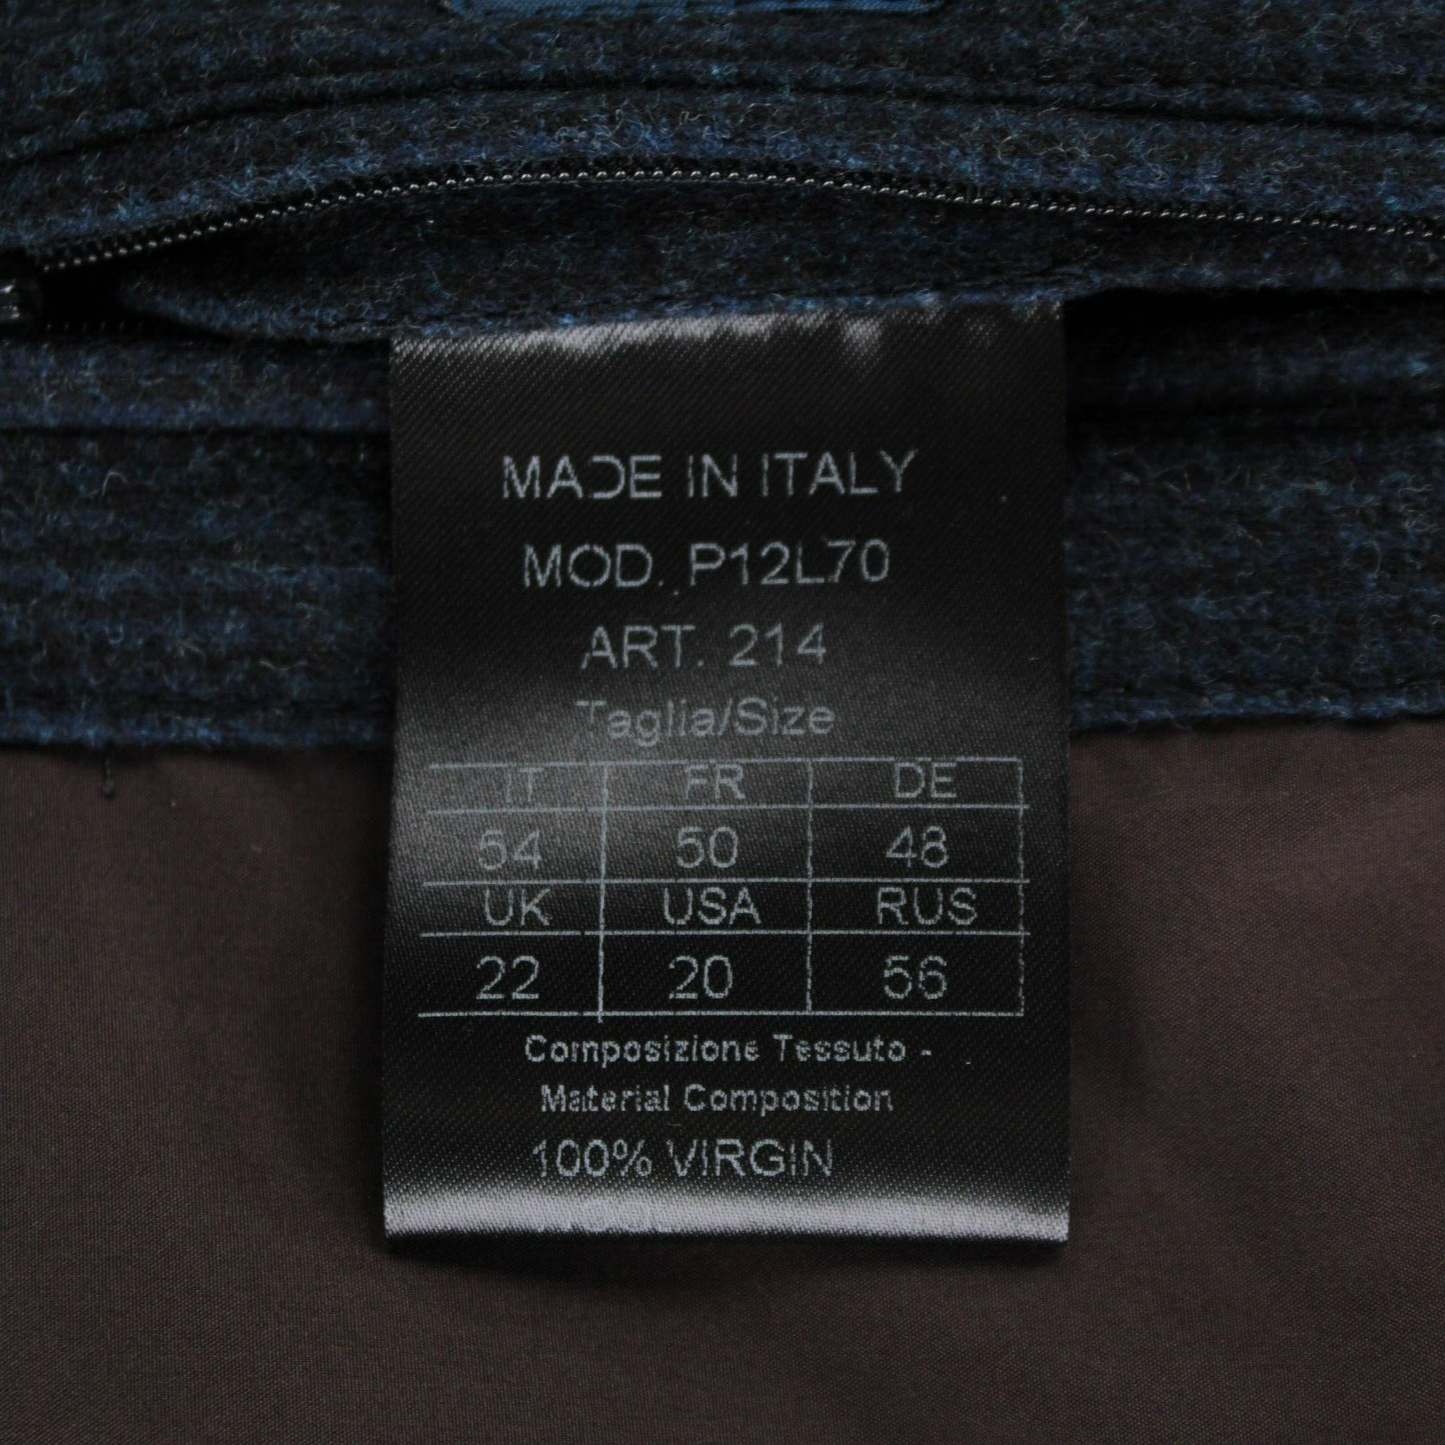 MADE IN ITALY
MOD. P12L70
ART. 214
Taglia/Size
IT FR DE
54 50 48
UK USA RUS
22 20 56
Composizione Tessuto -
Material Composition
100% VIRGIN